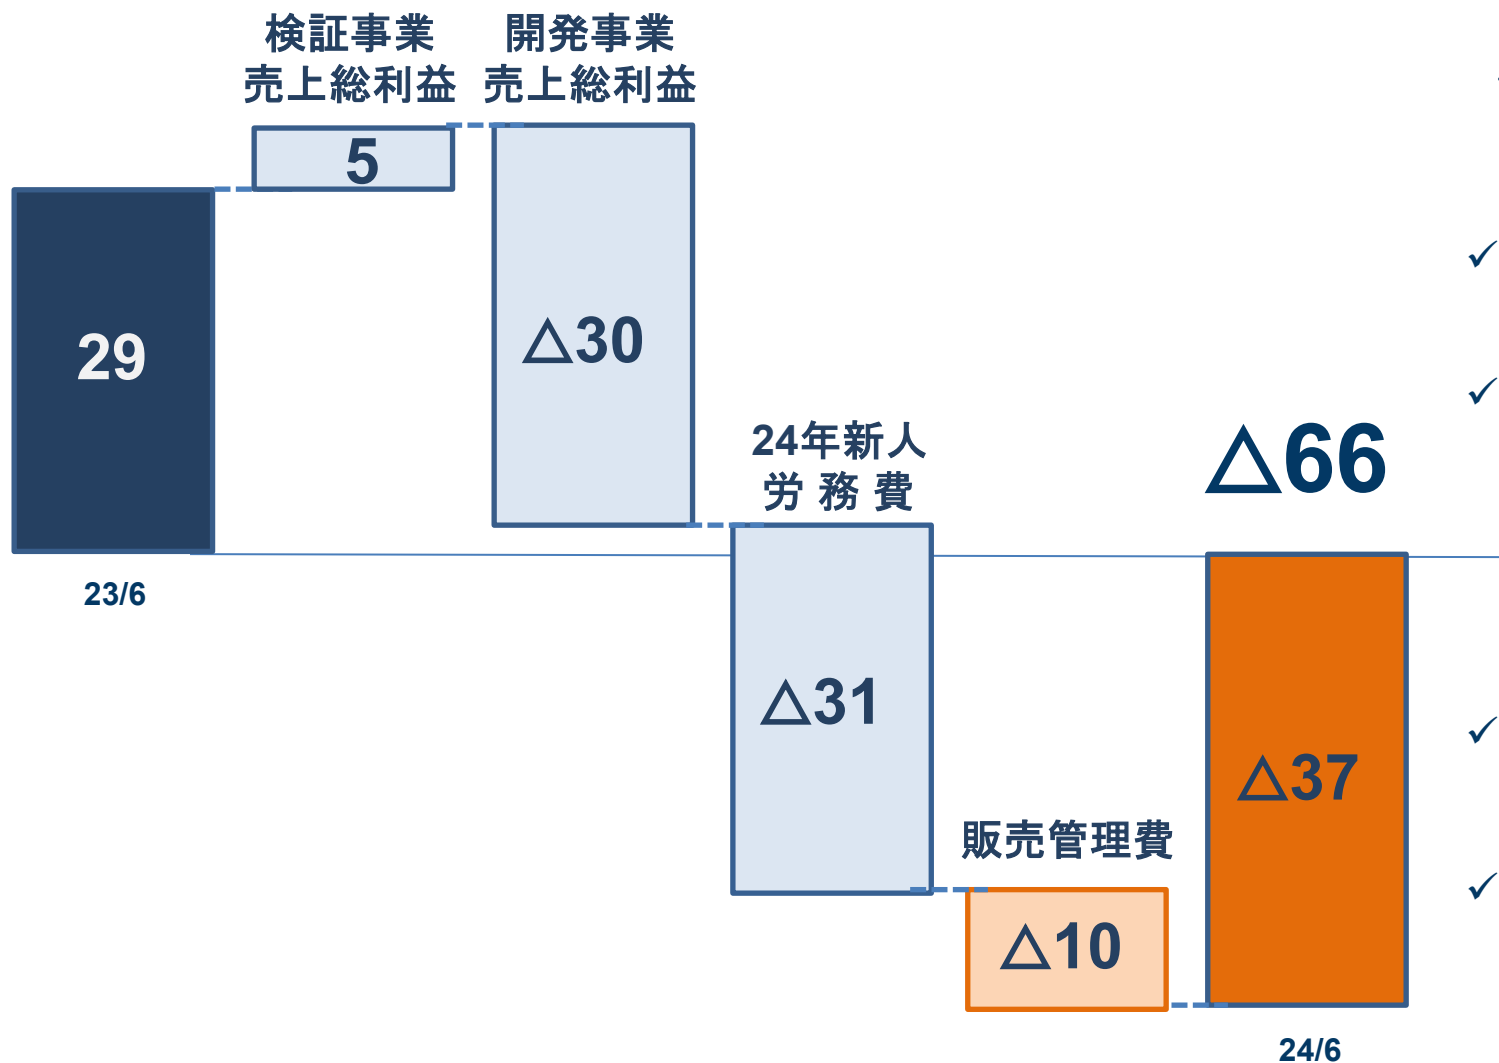 検証事業
売上総利益
開発事業
売上総利益
5
29
△30
24年新人
労務費
△66
23/6
△31
△37
販売管理費
△10
24/6